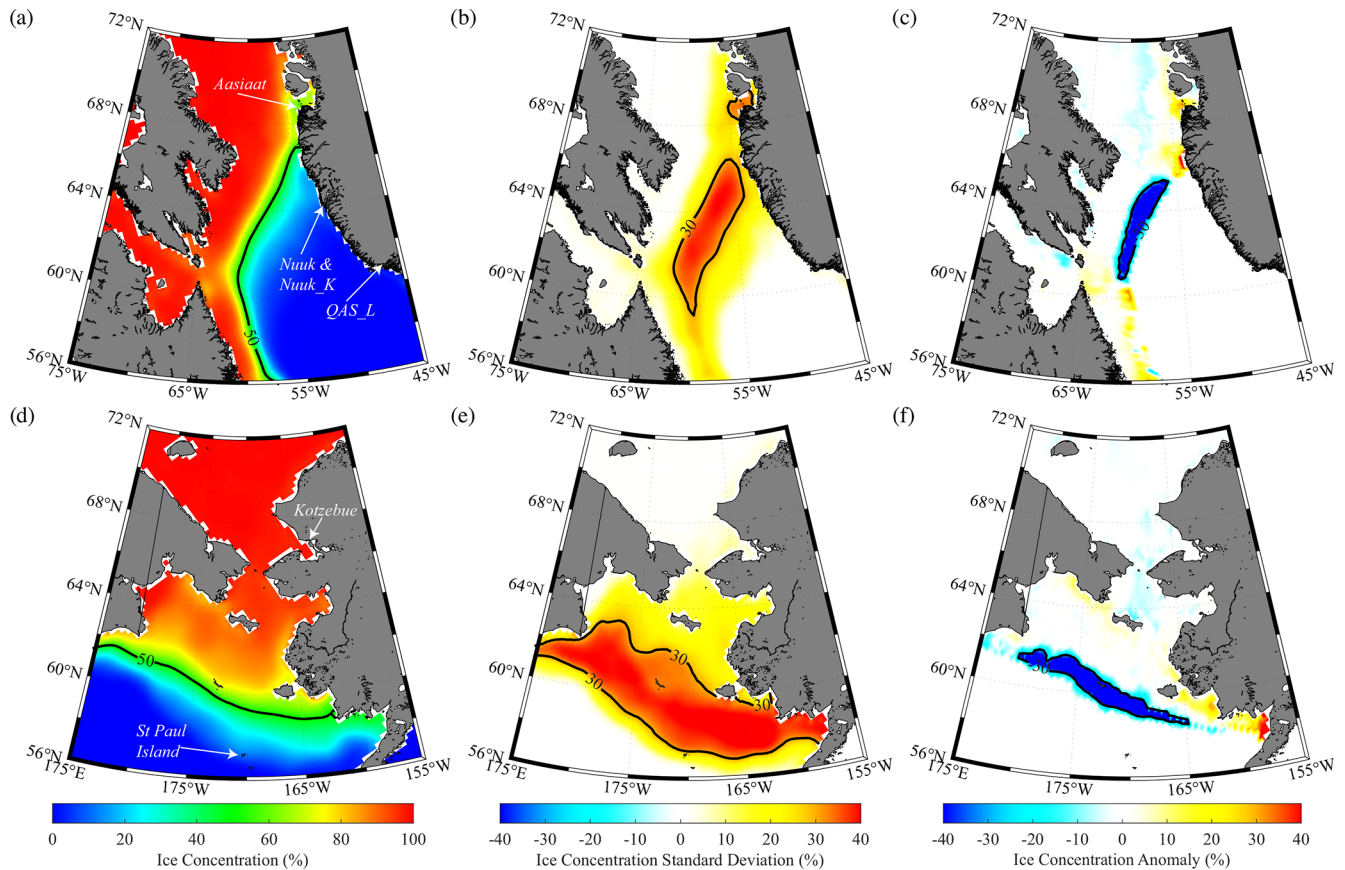 (a)
72°N
68°N
64°N
60°N
56°N
75°W
65°W
55°W
45°W
Aasiaat
Nuuk &
Nuuk_K
QAS_L
50
(b)
72°N
68°N
64°N
60°N
56°N
75°W
65°W
55°W
45°W
30
(c)
72°N
68°N
64°N
60°N
56°N
75°W
65°W
55°W
45°W
(d)
72°N
68°N
64°N
60°N
56°N
175°E
175°W
165°W
155°W
Kotzebue
50
St Paul
Island
0 20 40 60 80 100
Ice Concentration (%)
(e)
72°N
68°N
64°N
60°N
56°N
175°E
175°W
165°W
155°W
30
30
30
-40 -30 -20 -10 0 10 20 30 40
Ice Concentration Standard Deviation (%)
(f)
72°N
68°N
64°N
60°N
56°N
175°E
175°W
165°W
155°W
-30
-40 -30 -20 -10 0 10 20 30 40
Ice Concentration Anomaly (%)